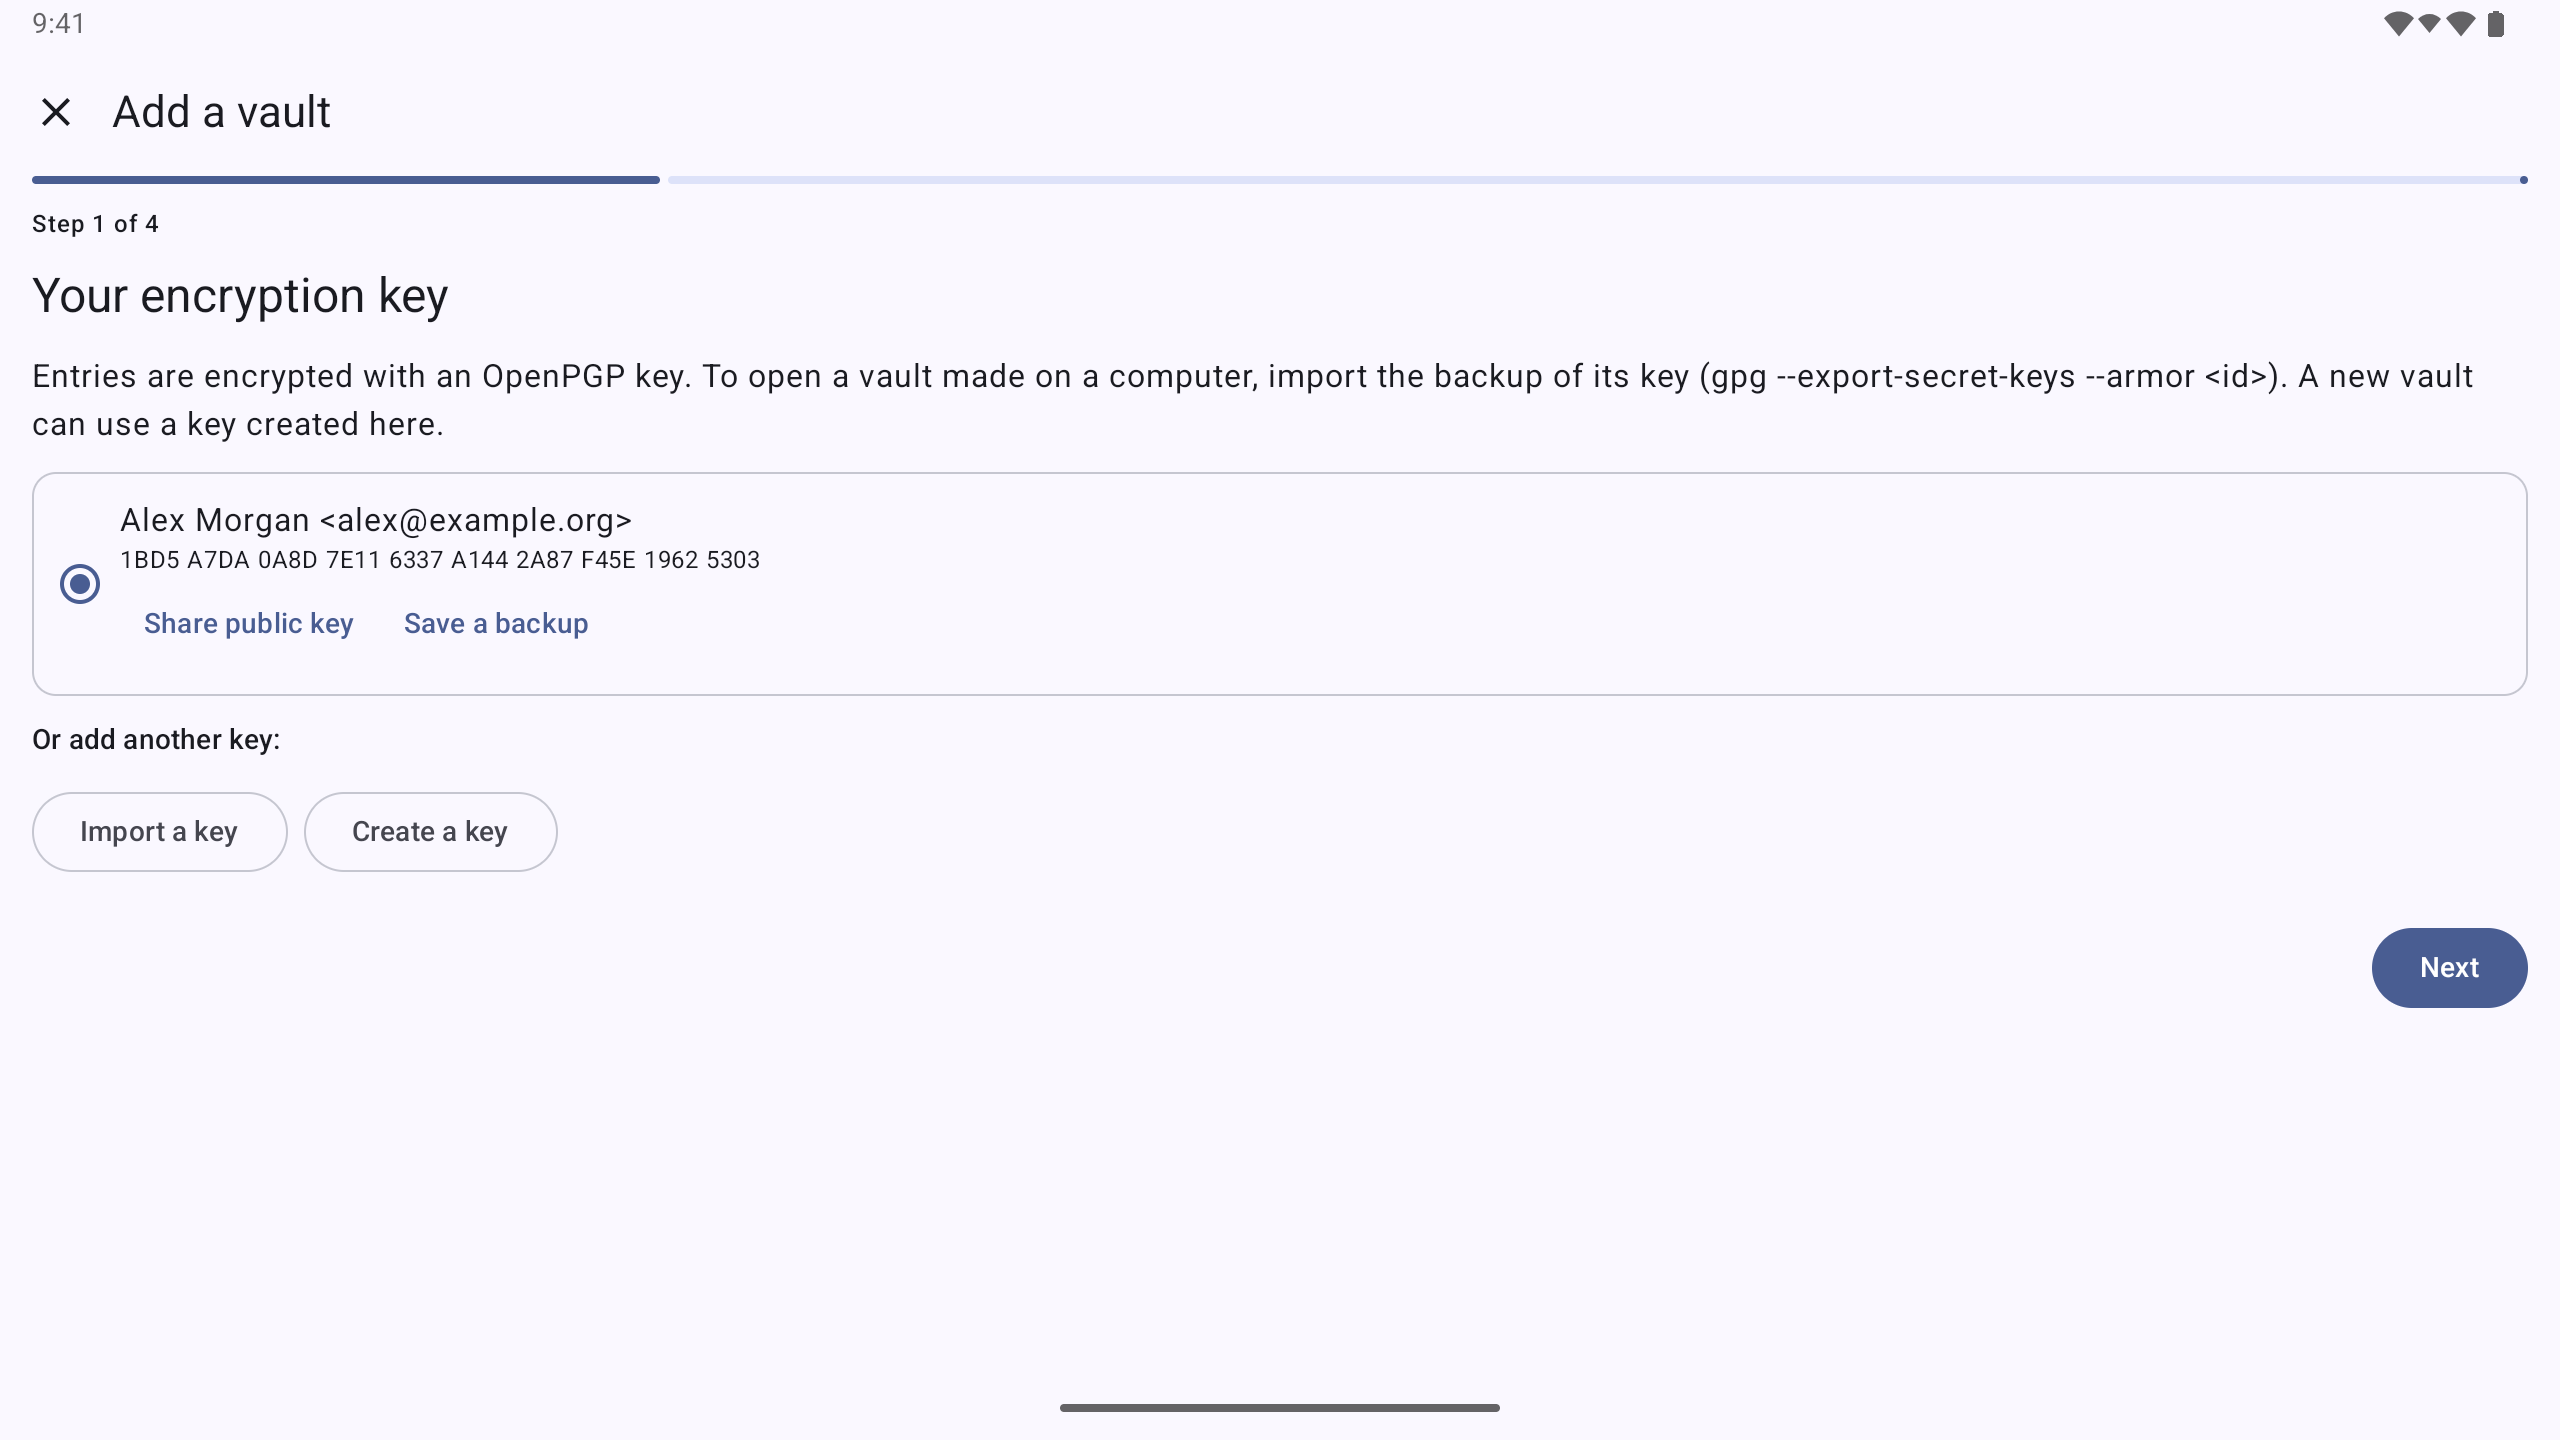 9:41
Add a vault
Step 1 of 4
Your encryption key
Entries are encrypted with an OpenPGP key. To open a vault made on a computer, import the backup of its key (gpg --export-secret-keys --armor <id>). A new vault
can use a key created here.
Alex Morgan <alex@example.org>
1BD5 A7DA 0A8D 7E11 6337 A144 2A87 F45E 1962 5303
Share public key Save a backup
Or add another key:
Import a key Create a key
Next